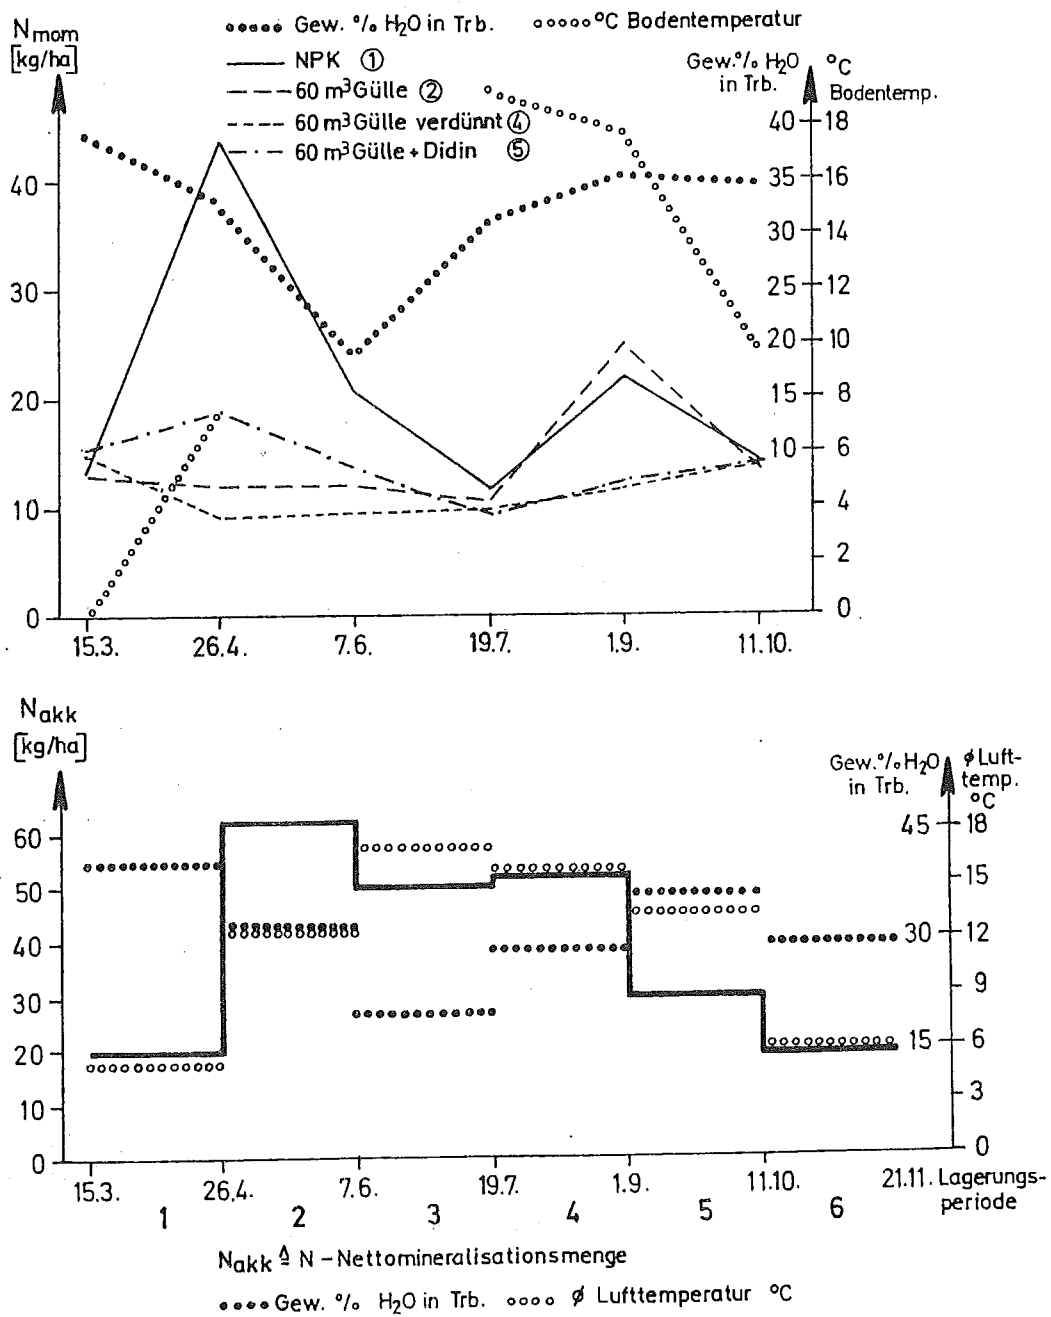 Nmom
[kg/ha]
Gew. % H2O in Trb.
°C Bodentemperatur
NPK ①
60 m³ Gülle ②
60 m³ Gülle verdünnt ④
60 m³ Gülle + Didin ⑤
Gew.% H2O
in Trb.
°C
Bodentemp.
40
30
20
10
0
40 18
35 16
30 14
25 12
20 10
15 8
10 6
4
2
0
15.3. 26.4. 7.6. 19.7. 1.9. 11.10.
Nakk
[kg/ha]
Gew.% H2O
in Trb.
ø Luft-
temp.
°C
60
50
40
30
20
10
0
45 18
15
30 12
9
15 6
3
0
15.3. 26.4. 7.6. 19.7. 1.9. 11.10. 21.11. Lagerungs-
periode
1 2 3 4 5 6
Nakk ≙ N - Nettomineralisationsmenge
Gew. % H2O in Trb. ø Lufttemperatur °C